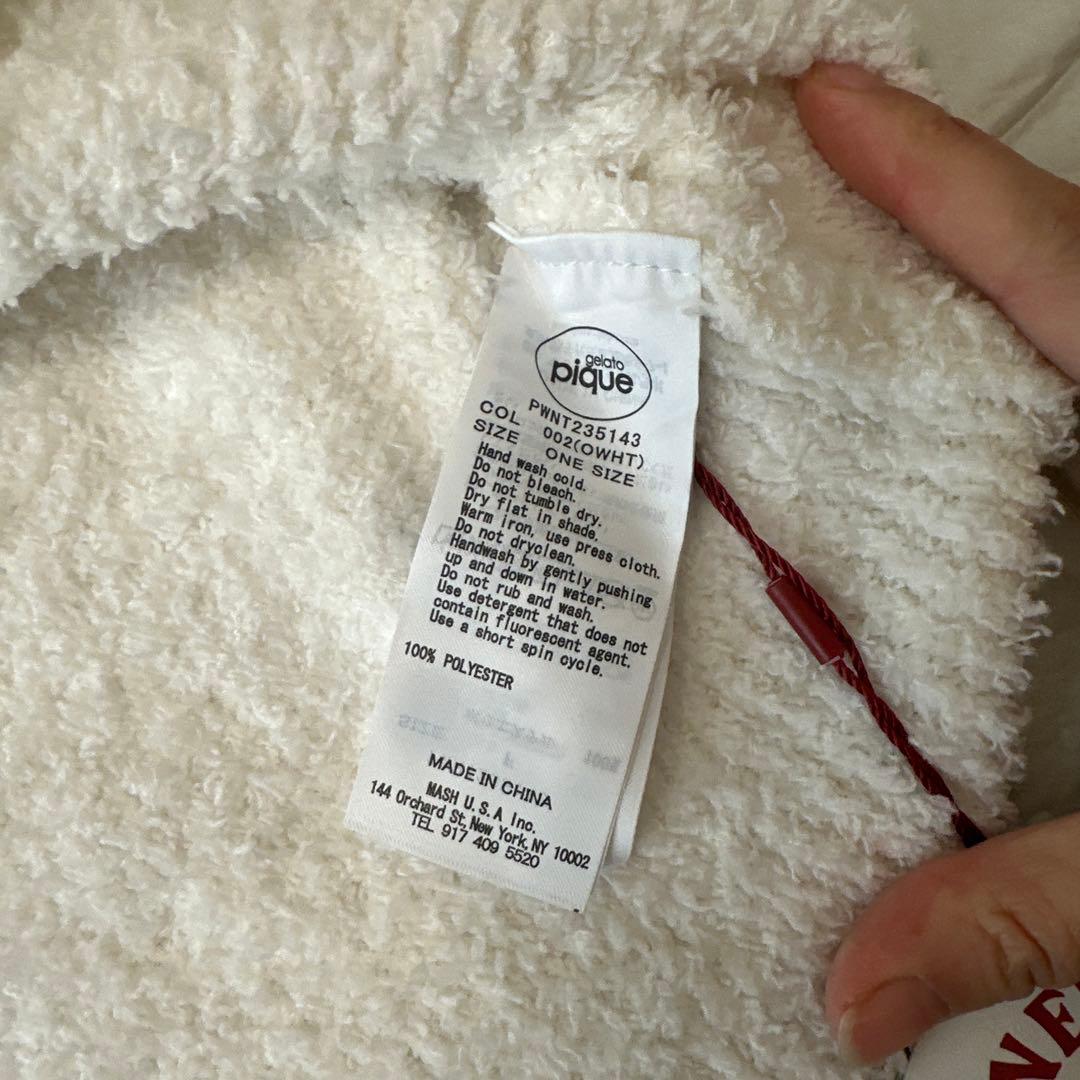 gelato
pique
PWNT235143
COL 002(OWHT)
SIZE ONE SIZE
Hand wash cold.
Do not bleach.
Do not tumble dry.
Dry flat in shade.
Warm iron, use press cloth.
Do not dryclean.
Handwash by gently pushing
up and down in water.
Do not rub and wash.
Use detergent that does not
contain fluorescent agent.
Use a short spin cycle.
100% POLYESTER
MADE IN CHINA
MASH U.S.A Inc.
144 Orchard St, New York, NY 10002
TEL 917 409 5520
NE